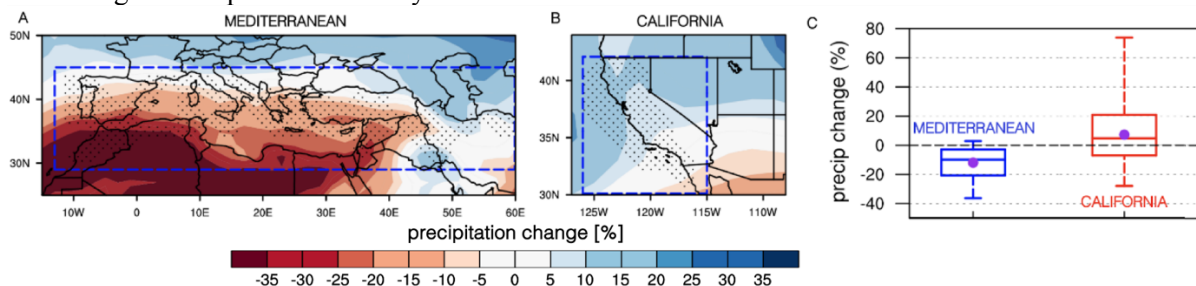 A
MEDITERRANEAN
50N
40N
30N
10W 0 10E 20E 30E 40E 50E 60E
B
CALIFORNIA
40N
35N
30N
125W 120W 115W 110W
precipitation change [%]
-35 -30 -25 -20 -15 -10 -5 0 5 10 15 20 25 30 35
C
precip change (%)
80
60
40
20
0
-20
-40
MEDITERRANEAN
CALIFORNIA